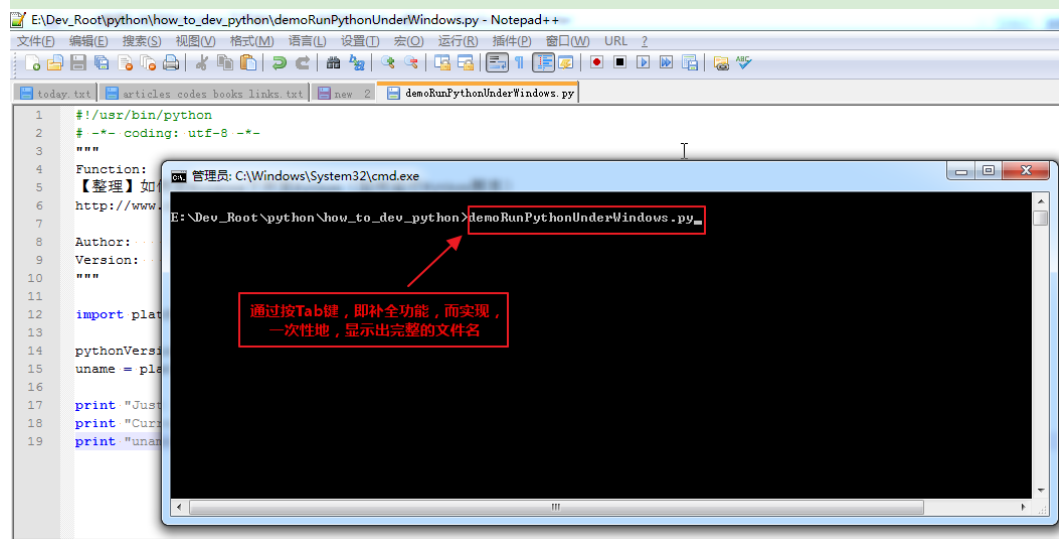 E:\Dev_Root\python\how_to_dev_python\demoRunPythonUnderWindows.py - Notepad++
文件(F) 编辑(E) 搜索(S) 视图(V) 格式(M) 语言(L) 设置(T) 宏(O) 运行(R) 插件(P) 窗口(W) URL ?
today.txt articles codes books links.txt new 2 demoRunPythonUnderWindows.py
1 #!/usr/bin/python
2 # -*- coding: utf-8 -*-
3 """
4 Function:
5 【整理】如
6 http://www.
7
8 Author:
9 Version:
10 """
11
12 import plat
13
14 pythonVersi
15 uname = pla
16
17 print "Just
18 print "Curr
19 print "unam
管理员: C:\Windows\System32\cmd.exe
E:\Dev_Root\python\how_to_dev_python>demoRunPythonUnderWindows.py
通过按Tab键，即补全功能，而实现，
一次性地，显示出完整的文件名